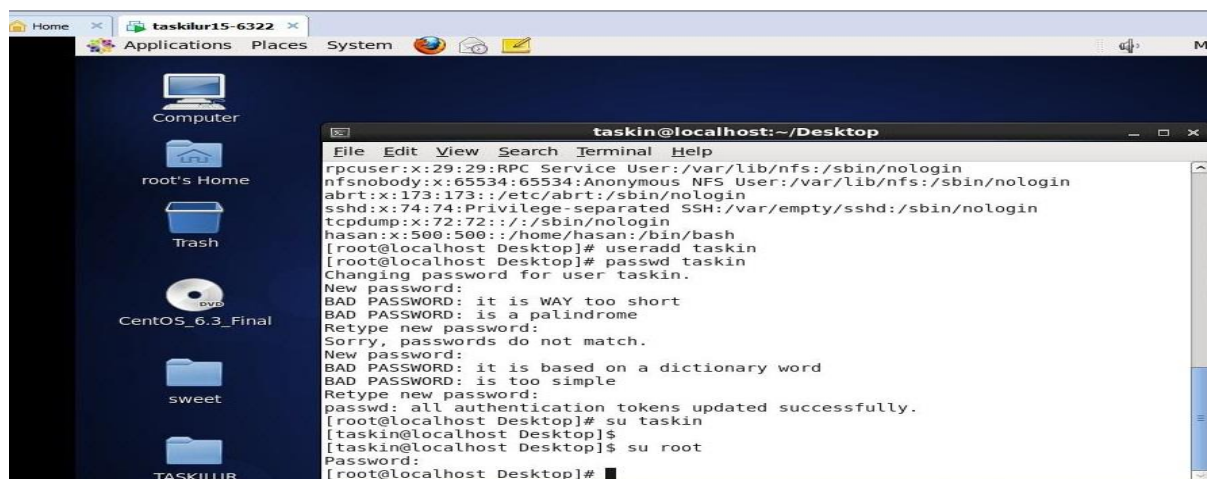 Home
taskilur15-6322
Applications Places System
M
Computer
root's Home
Trash
DVD
CentOS_6.3_Final
sweet
taskin@localhost:~/Desktop
File Edit View Search Terminal Help
rpcuser:x:29:29:RPC Service User:/var/lib/nfs:/sbin/nologin
nfsnobody:x:65534:65534:Anonymous NFS User:/var/lib/nfs:/sbin/nologin
abrt:x:173:173::/etc/abrt:/sbin/nologin
sshd:x:74:74:Privilege-separated SSH:/var/empty/sshd:/sbin/nologin
tcpdump:x:72:72::/:/sbin/nologin
hasan:x:500:500::/home/hasan:/bin/bash
[root@localhost Desktop]# useradd taskin
[root@localhost Desktop]# passwd taskin
Changing password for user taskin.
New password:
BAD PASSWORD: it is WAY too short
BAD PASSWORD: is a palindrome
Retype new password:
Sorry, passwords do not match.
New password:
BAD PASSWORD: it is based on a dictionary word
BAD PASSWORD: is too simple
Retype new password:
passwd: all authentication tokens updated successfully.
[root@localhost Desktop]# su taskin
[taskin@localhost Desktop]$
[taskin@localhost Desktop]$ su root
Password:
[root@localhost Desktop]#